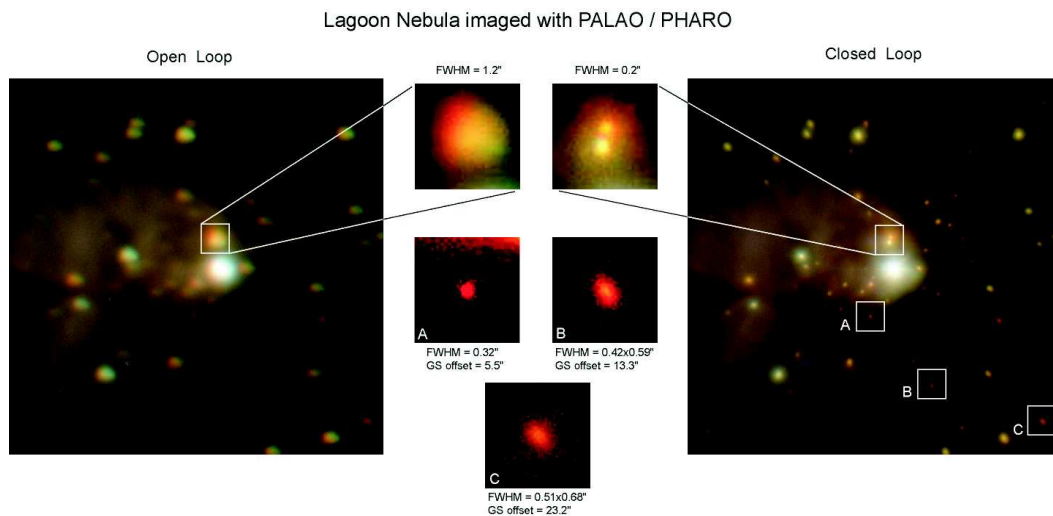 Lagoon Nebula imaged with PALAO / PHARO
Open Loop
Closed Loop
FWHM = 1.2"
FWHM = 0.2"
A
B
FWHM = 0.32"
GS offset = 5.5"
FWHM = 0.42x0.59"
GS offset = 13.3"
C
FWHM = 0.51x0.68"
GS offset = 23.2"
A
B
C